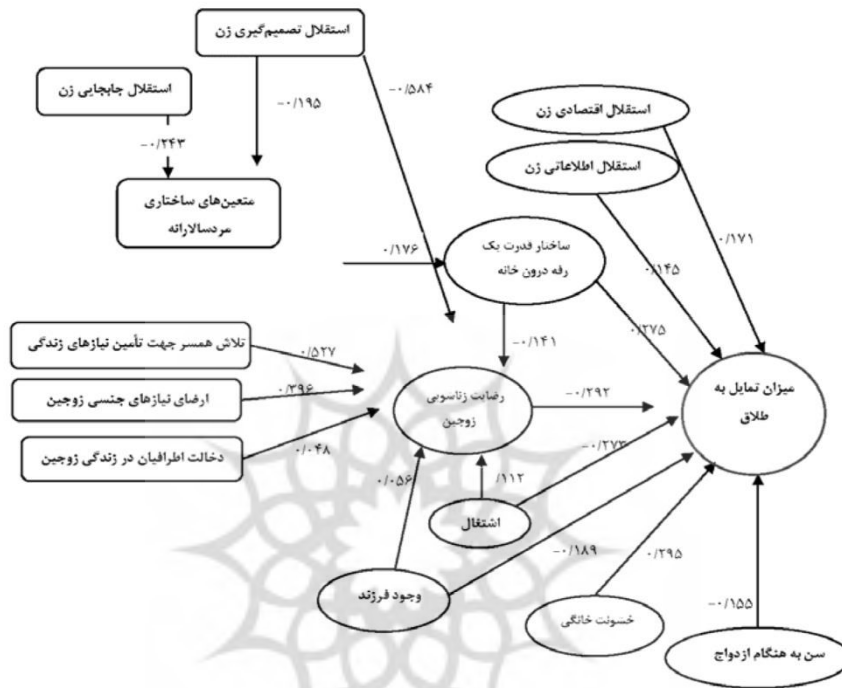 استقلال تصمیم‌گیری زن
استقلال جابجایی زن
-۰/۵۸۴
-۰/۱۹۵
استقلال اقتصادی زن
-۰/۲۴۳
استقلال اطلاعاتی زن
متعین‌های ساختاری
مردسالارانه
ساختار قدرت یک
رفه درون خانه
۰/۱۷۶
۰/۱۷۱
۰/۱۴۵
۰/۲۷۵
-۰/۱۴۱
تلاش همسر جهت تأمین نیازهای زندگی
۰/۵۲۷
ارضای نیازهای جنسی زوجین
۰/۳۹۶
دخالت اطرافیان در زندگی زوجین
۰/۰۴۸
رضایت زناسویی
زوجین
-۰/۲۹۲
میزان تمایل به
طلاق
-۰/۲۷۳
۰/۰۵۶
/۱۱۲
اشتغال
-۰/۱۸۹
۰/۲۹۵
-۰/۱۵۵
وجود فرزند
خشونت خانگی
سن به هنگام ازدواج